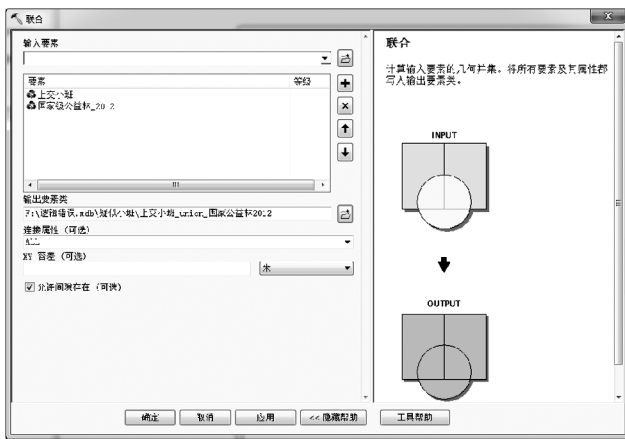 联合
输入要素
要素 等级
上交小班
国家级公益林_2012
输出要素类
F:\逻辑错误.mdb\疑似小班\上交小班_union_国家公益林2012
连接属性 (可选)
ALL
XY 容差 (可选)
米
允许间隙存在 (可选)
确定 取消 应用 << 隐藏帮助 工具帮助
联合
计算输入要素的几何并集。将所有要素及其属性都
写入输出要素类。
INPUT
OUTPUT